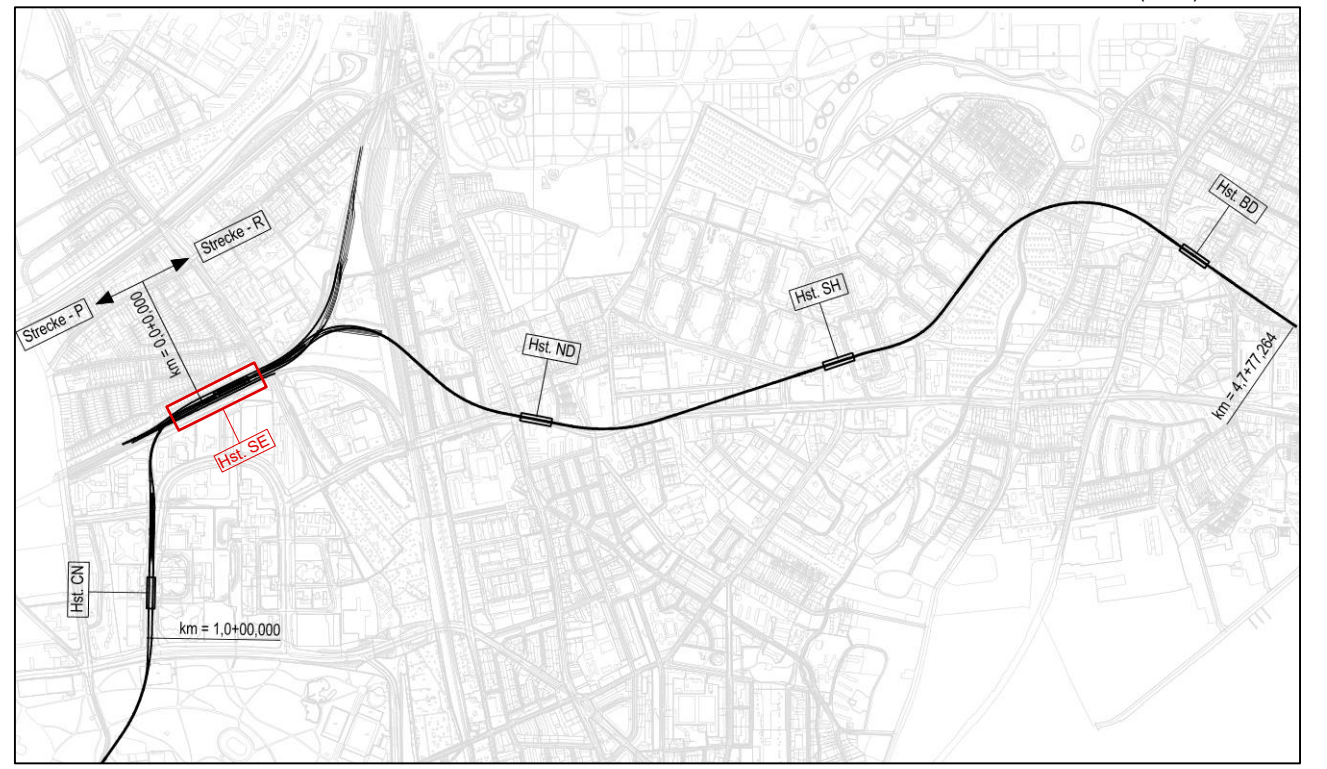 Strecke - R
Strecke - P
km = 0,0+0,000
Hst. BD
Hst. SH
Hst. ND
km = 4,7+77,264
Hst. SE
Hst. CN
km = 1,0+00,000